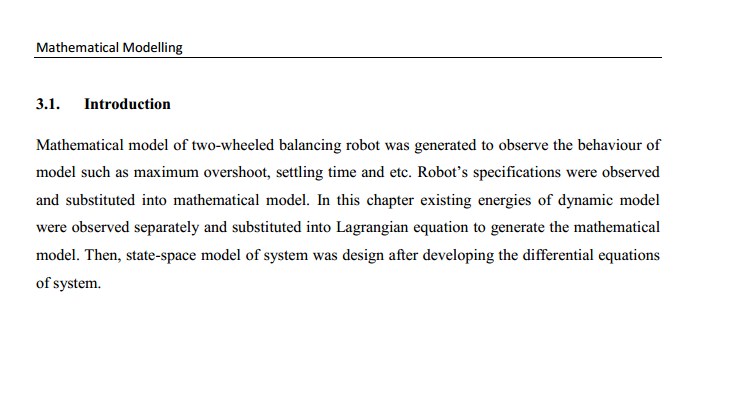 Mathematical Modelling
3.1. Introduction
Mathematical model of two-wheeled balancing robot was generated to observe the behaviour of
model such as maximum overshoot, settling time and etc. Robot’s specifications were observed
and substituted into mathematical model. In this chapter existing energies of dynamic model
were observed separately and substituted into Lagrangian equation to generate the mathematical
model. Then, state-space model of system was design after developing the differential equations
of system.